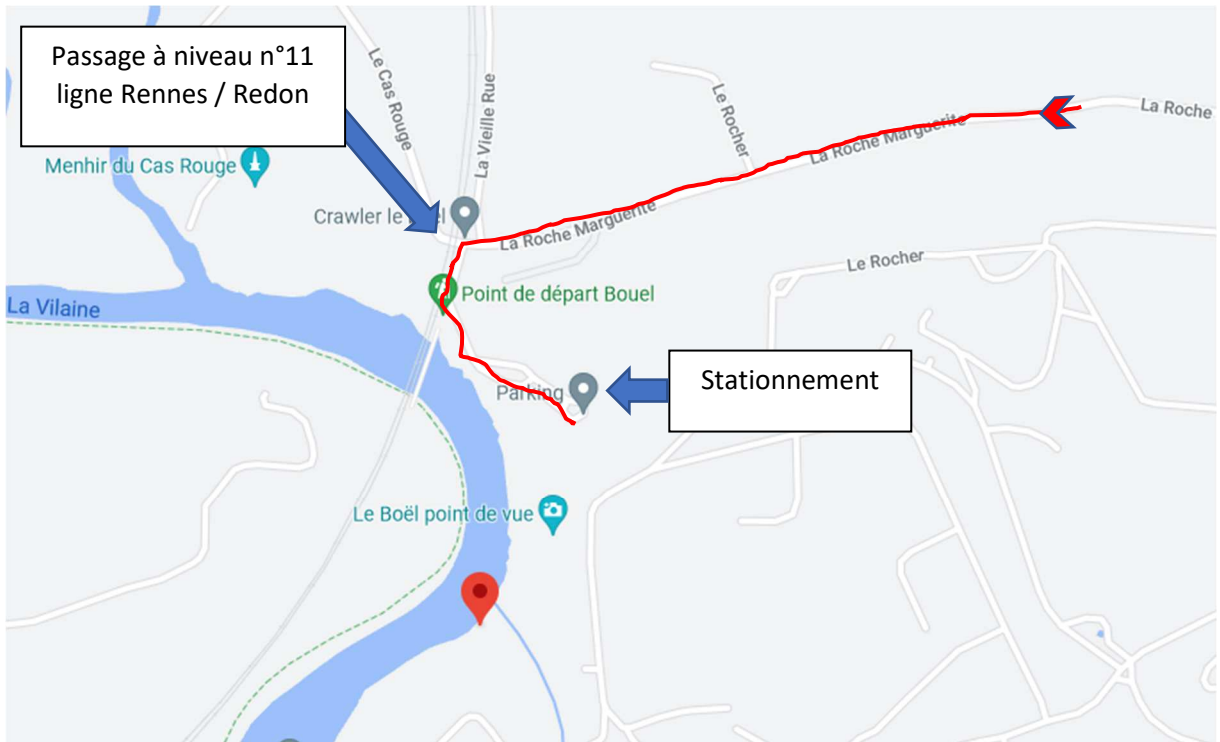 Passage à niveau n°11
ligne Rennes / Redon
Le Cas Rouge
La Vieille Rue
Le Rocher
La Roche
La Roche Marguerite
Menhir du Cas Rouge
Crawler le
La Roche Marguerite
Le Rocher
Point de départ Bouel
La Vilaine
Stationnement
Parking
Le Boël point de vue